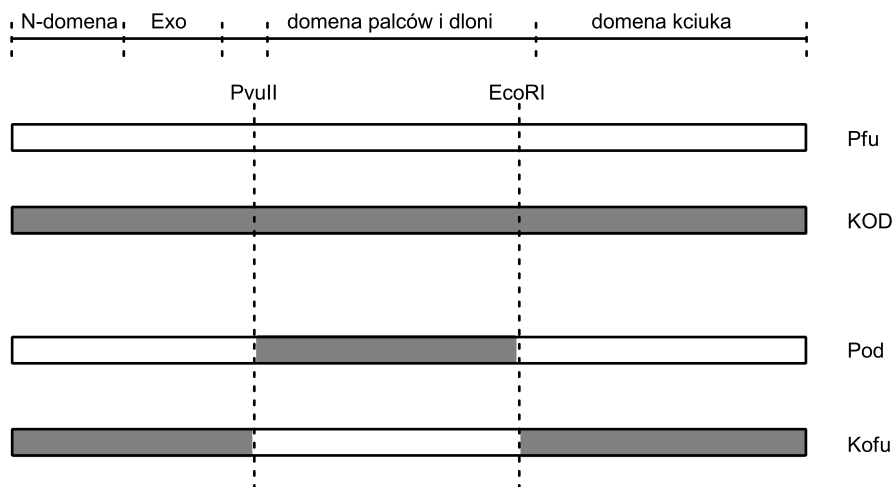 N-domena Exo domena palców i dloni domena kciuka
PvuII EcoRI
Pfu
KOD
Pod
Kofu